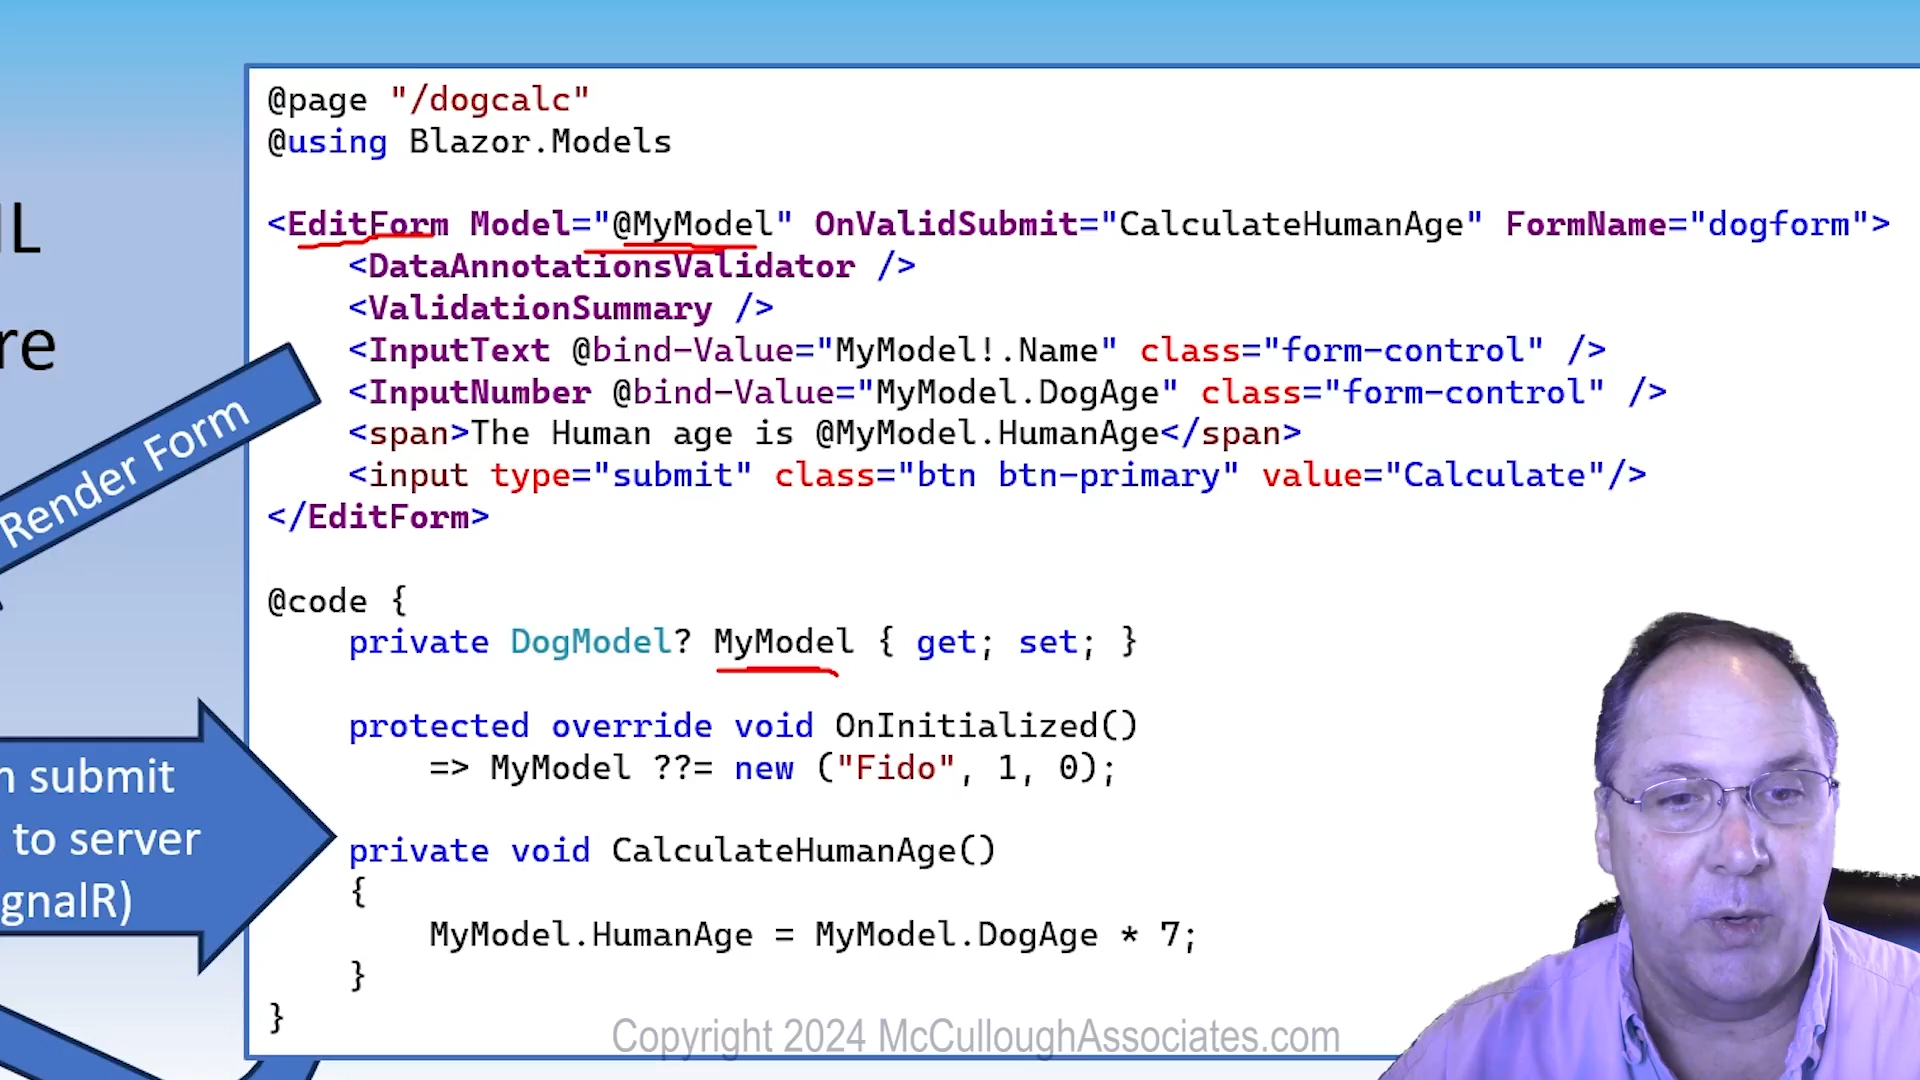 @page "/dogcalc"
@using Blazor.Models
<EditForm Model="@MyModel" OnValidSubmit="CalculateHumanAge" FormName="dogform">
<DataAnnotationsValidator />
<ValidationSummary />
<InputText @bind-Value="MyModel!.Name" class="form-control" />
<InputNumber @bind-Value="MyModel.DogAge" class="form-control" />
<span>The Human age is @MyModel.HumanAge</span>
<input type="submit" class="btn btn-primary" value="Calculate"/>
</EditForm>
@code {
private DogModel? MyModel { get; set; }
protected override void OnInitialized()
=> MyModel ??= new ("Fido", 1, 0);
private void CalculateHumanAge()
{
MyModel.HumanAge = MyModel.DogAge * 7;
}
}
Render Form
submit
to server
Copyright 2024 McCulloughAssociates.com